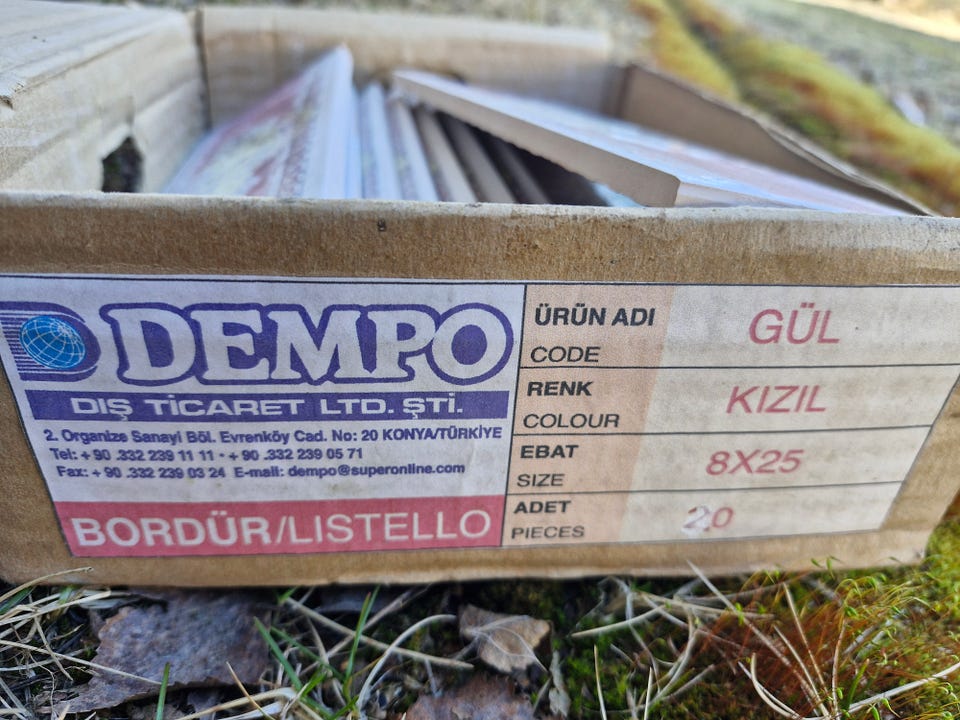 DEMPO
DIŞ TİCARET LTD. ŞTİ.
2. Organize Sanayi Böl. Evrenköy Cad. No: 20 KONYA/TÜRKİYE
Tel: + 90 .332 239 11 11 • + 90 .332 239 05 71
Fax: + 90 .332 239 03 24 E-mail: dempo@superonline.com
BORDÜR/LISTELLO
ÜRÜN ADI
CODE
GÜL
RENK
COLOUR
KIZIL
EBAT
SIZE
8X25
ADET
PIECES
20